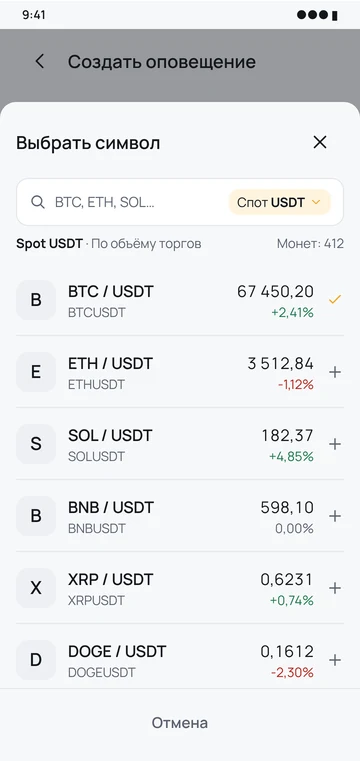 9:41
Создать оповещение
Выбрать символ
BTC, ETH, SOL...
Спот USDT
Spot USDT · По объёму торгов
Монет: 412
B
BTC / USDT
67 450,20
BTCUSDT
+2,41%
E
ETH / USDT
3 512,84
ETHUSDT
-1,12%
S
SOL / USDT
182,37
SOLUSDT
+4,85%
B
BNB / USDT
598,10
BNBUSDT
0,00%
X
XRP / USDT
0,6231
XRPUSDT
+0,74%
D
DOGE / USDT
0,1612
DOGEUSDT
-2,30%
Отмена